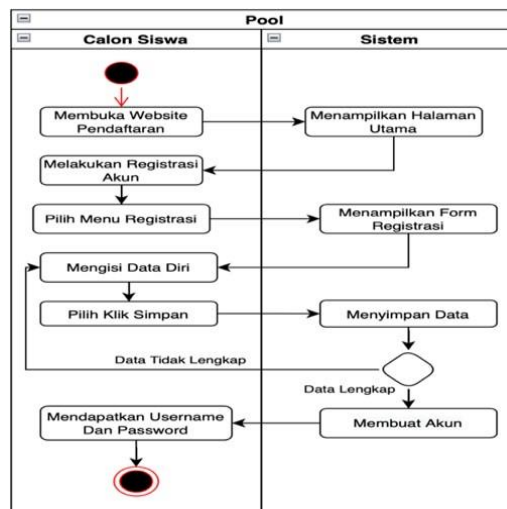 Pool
Calon Siswa
Sistem
Membuka Website
Pendaftaran
Menampilkan Halaman
Utama
Melakukan Registrasi
Akun
Pilih Menu Registrasi
Menampilkan Form
Registrasi
Mengisi Data Diri
Pilih Klik Simpan
Menyimpan Data
Data Tidak Lengkap
Data Lengkap
Mendapatkan Username
Dan Password
Membuat Akun